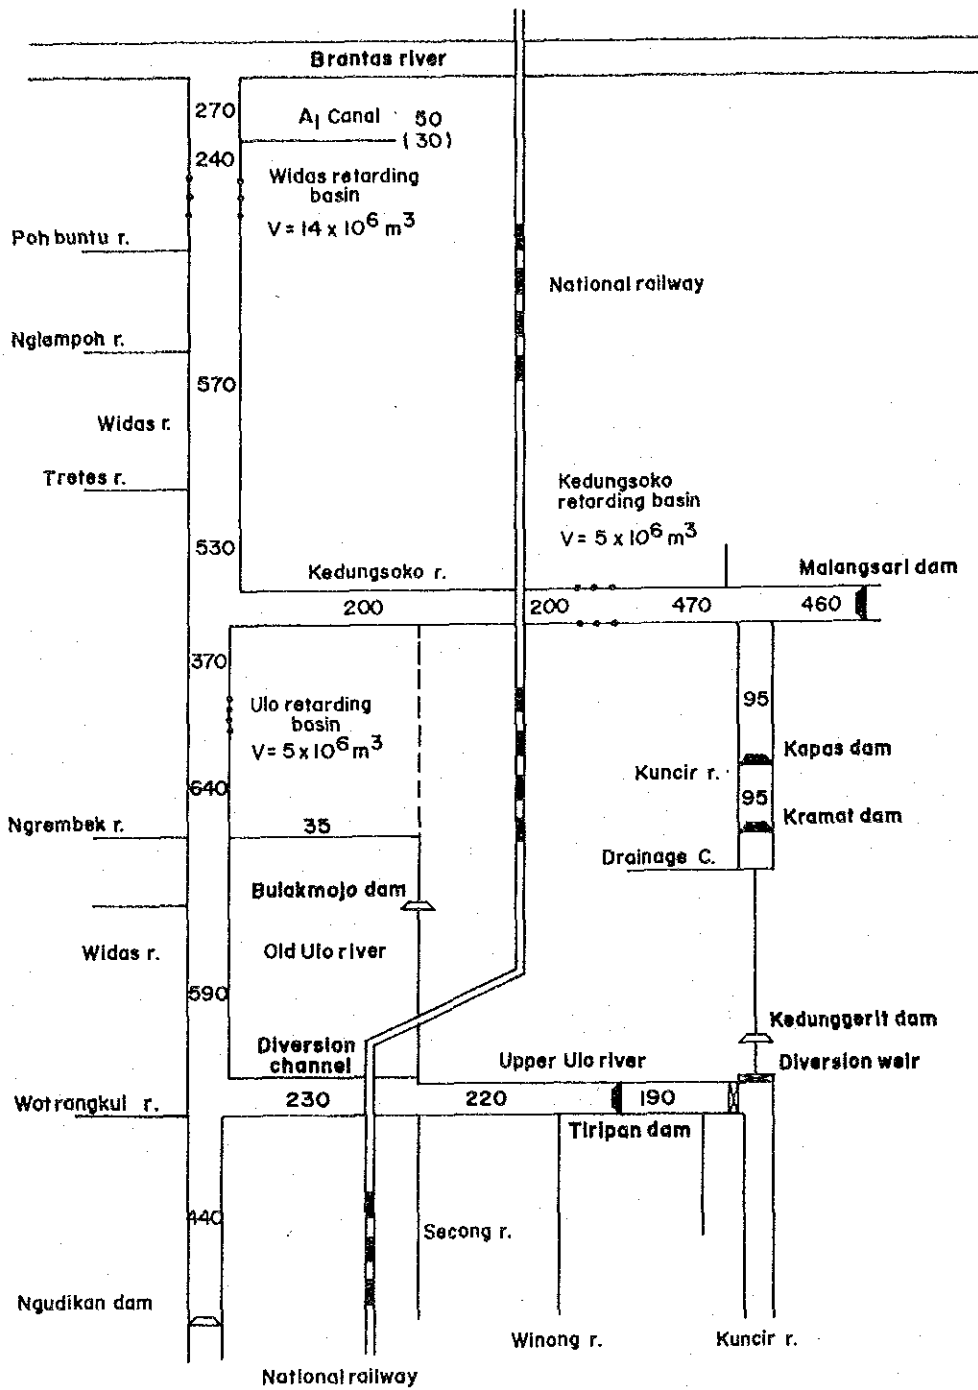 Brantas river
270
A1 Canal 50
(30)
240
Widas retarding
basin
V = 14 x 10^6 m^3
Poh buntu r.
National railway
Nglempoh r.
570
Widas r.
Tretes r.
Kedungsoko
retarding basin
V = 5 x 10^6 m^3
530
Kedungsoko r.
Malangsari dam
200
200
470
460
370
Ulo retarding
basin
V = 5 x 10^6 m^3
95
Kapas dam
Kuncir r.
640
95
Kramat dam
Ngrembek r.
35
Drainage C.
Bulakmojo dam
Widas r.
Old Ulo river
590
Kedunggerit dam
Diversion
channel
Upper Ulo river
Diversion weir
Wotrangkul r.
230
220
190
Tiripan dam
440
Secong r.
Ngudikan dam
Winong r.
Kuncir r.
National railway